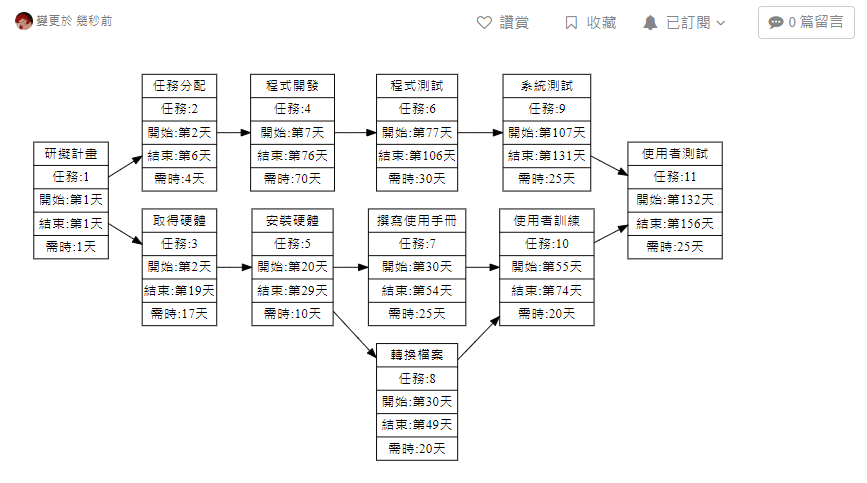 變更於 幾秒前
讚賞
收藏
已訂閱
0 篇留言
研擬計畫
任務:1
開始:第1天
結束:第1天
需時:1天
任務分配
任務:2
開始:第2天
結束:第6天
需時:4天
程式開發
任務:4
開始:第7天
結束:第76天
需時:70天
程式測試
任務:6
開始:第77天
結束:第106天
需時:30天
系統測試
任務:9
開始:第107天
結束:第131天
需時:25天
使用者測試
任務:11
開始:第132天
結束:第156天
需時:25天
取得硬體
任務:3
開始:第2天
結束:第19天
需時:17天
安裝硬體
任務:5
開始:第20天
結束:第29天
需時:10天
撰寫使用手冊
任務:7
開始:第30天
結束:第54天
需時:25天
使用者訓練
任務:10
開始:第55天
結束:第74天
需時:20天
轉換檔案
任務:8
開始:第30天
結束:第49天
需時:20天